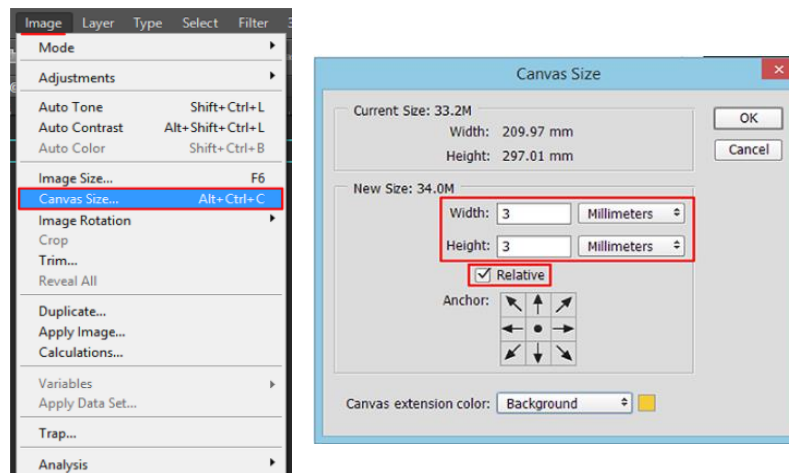 Image Layer Type Select Filter
Mode
Adjustments
Auto Tone Shift+Ctrl+L
Auto Contrast Alt+Shift+Ctrl+L
Auto Color Shift+Ctrl+B
Image Size... F6
Canvas Size... Alt+Ctrl+C
Image Rotation
Crop
Trim...
Reveal All
Duplicate...
Apply Image...
Calculations...
Variables
Apply Data Set...
Trap...
Analysis
Canvas Size
Current Size: 33.2M
Width: 209.97 mm
Height: 297.01 mm
OK
Cancel
New Size: 34.0M
Width: 3 Millimeters
Height: 3 Millimeters
Relative
Anchor:
Canvas extension color: Background